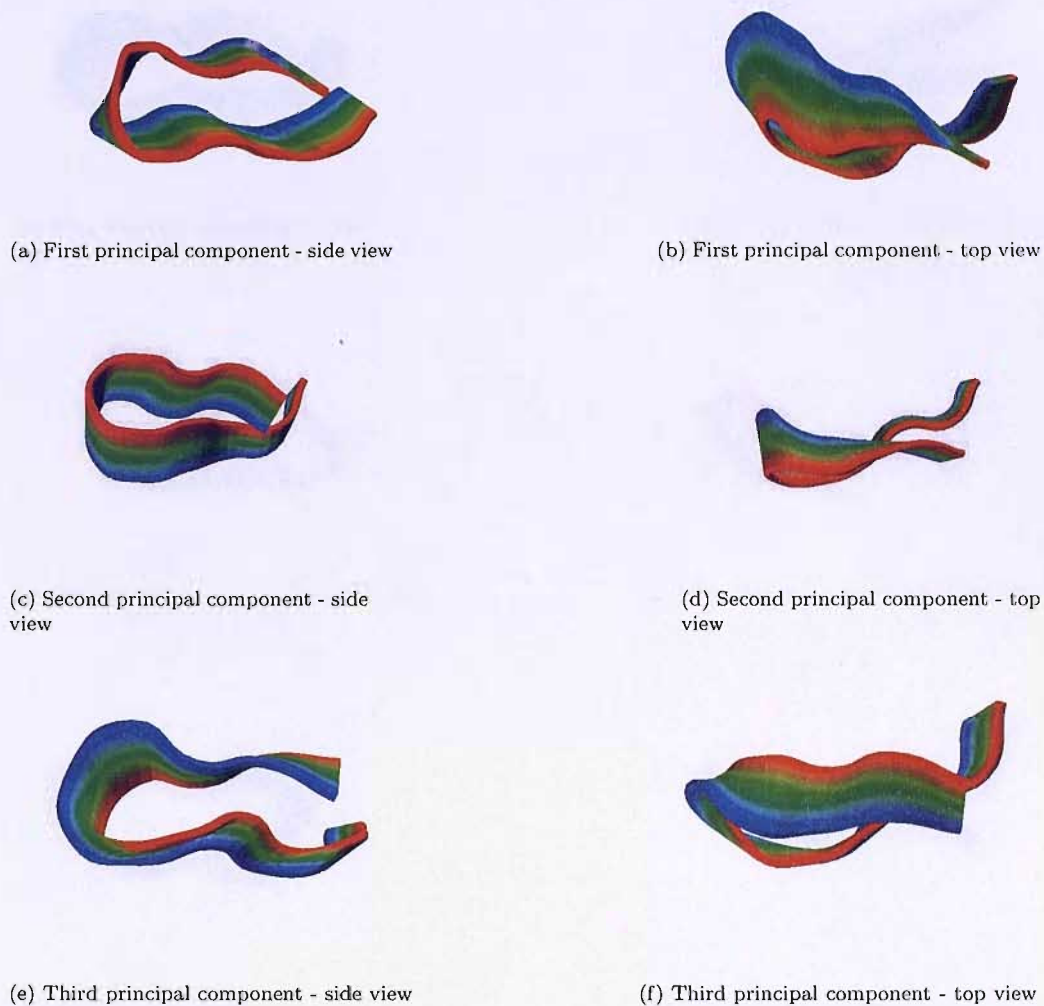 (a) First principal component - side view
(b) First principal component - top view
(c) Second principal component - side
view
(d) Second principal component - top
view
(e) Third principal component - side view
(f) Third principal component - top view